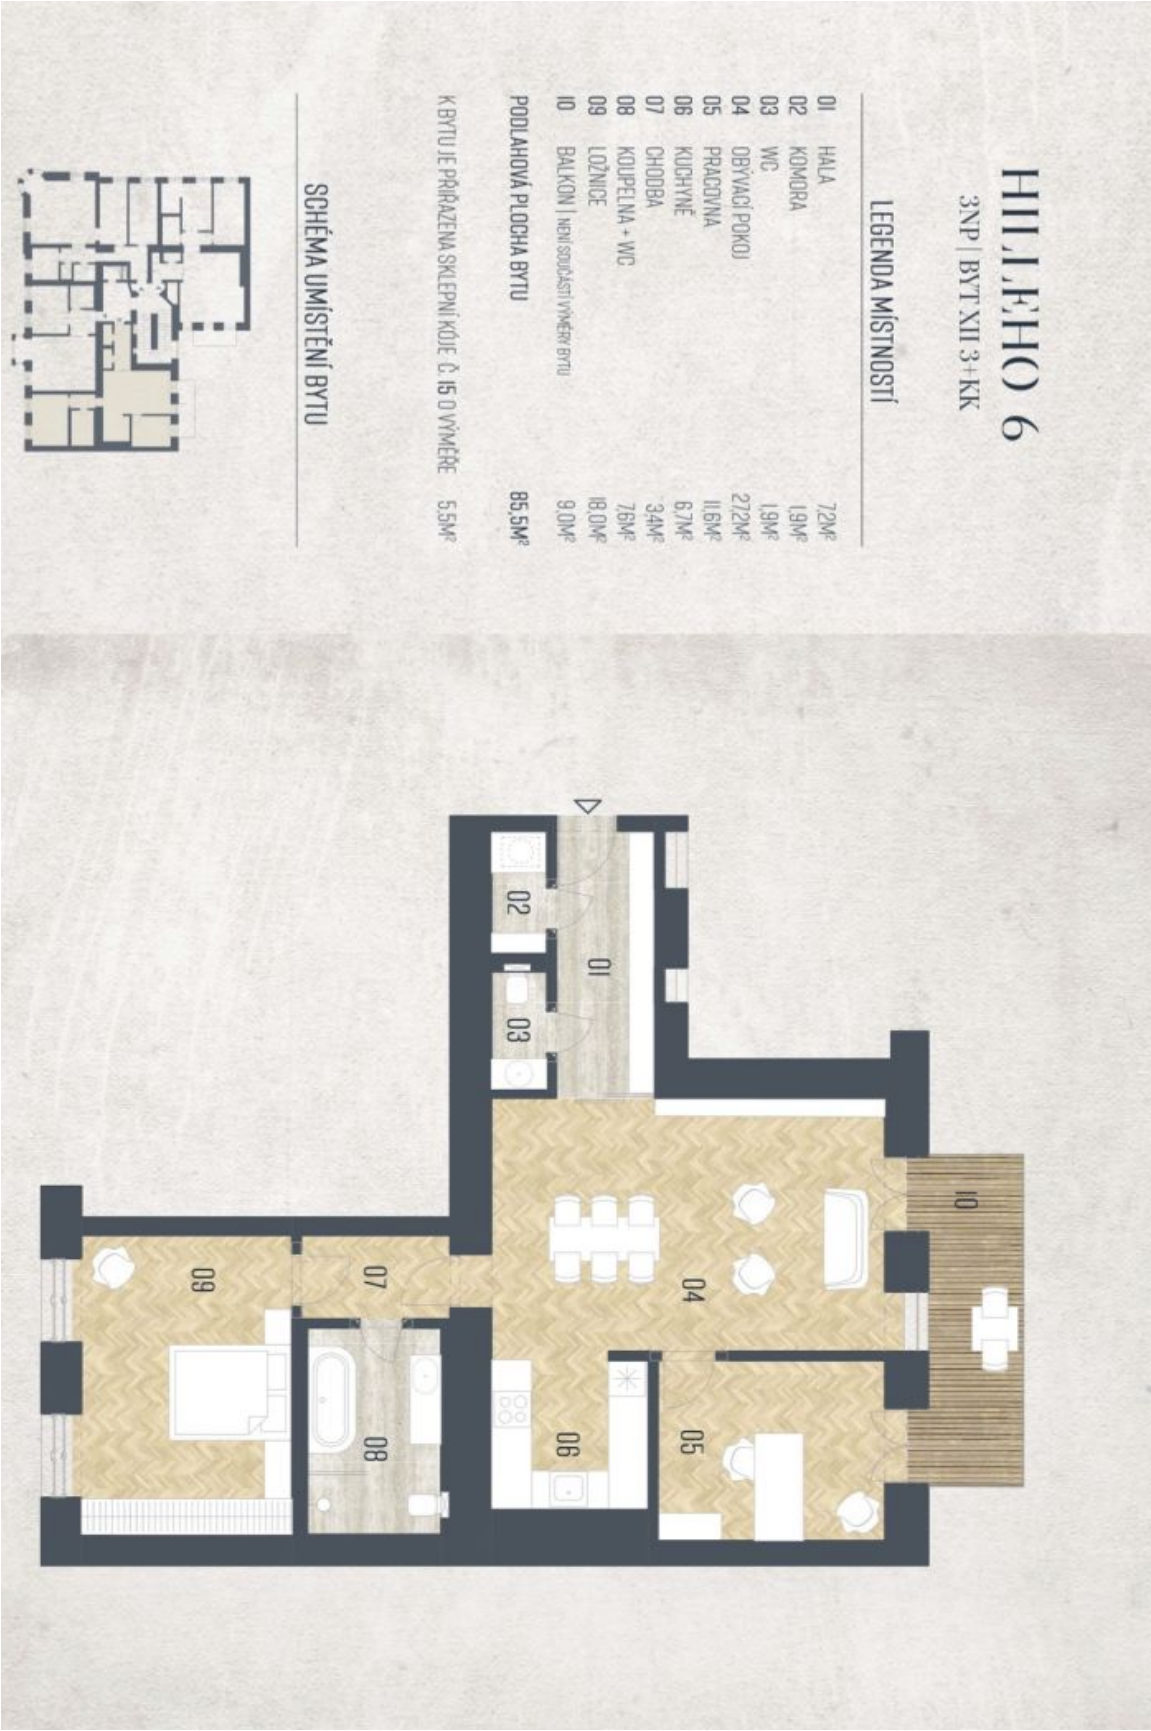 HILLEHO 6
3NP | BYT XII 3+KK
LEGENDA MÍSTNOSTÍ
01 HALA 7,2M²
02 KOMORA 1,9M²
03 WC 1,9M²
04 OBÝVACÍ POKOJ 27,2M²
05 PRACOVNA 11,6M²
06 KUCHYNĚ 6,7M²
07 CHODBA 3,4M²
08 KOUPELNA + WC 7,6M²
09 LOŽNICE 18,0M²
10 BALKON | NENÍ SOUČÁSTÍ VÝMĚRY BYTU 9,0M²
PODLAHOVÁ PLOCHA BYTU 85,5M²
K BYTU JE PŘIŘAZENA SKLEPNÍ KÓJE Č. 15 O VÝMĚŘE 5,5M²
SCHÉMA UMÍSTĚNÍ BYTU
10
04
05
01
02
03
06
07
08
09